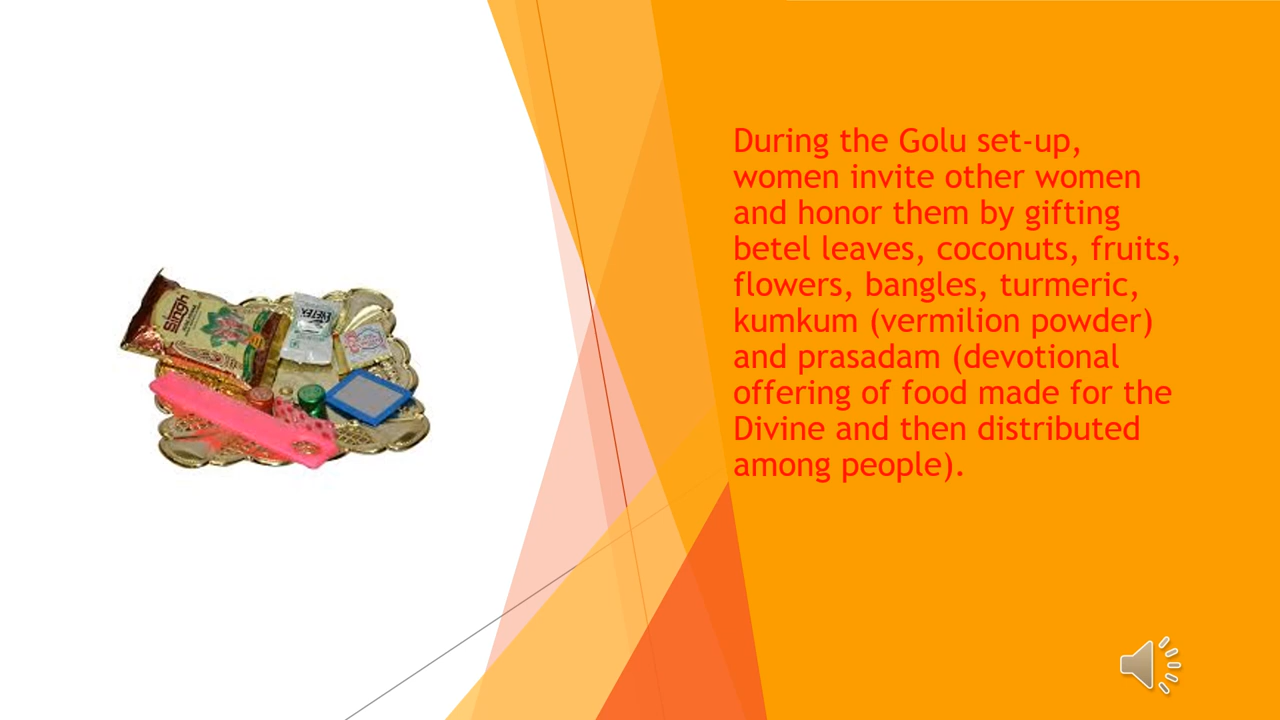 During the Golu set-up,
women invite other women
and honor them by gifting
betel leaves, coconuts, fruits,
flowers, bangles, turmeric,
kumkum (vermilion powder)
and prasadam (devotional
offering of food made for the
Divine and then distributed
among people).
Singh
EYETEX